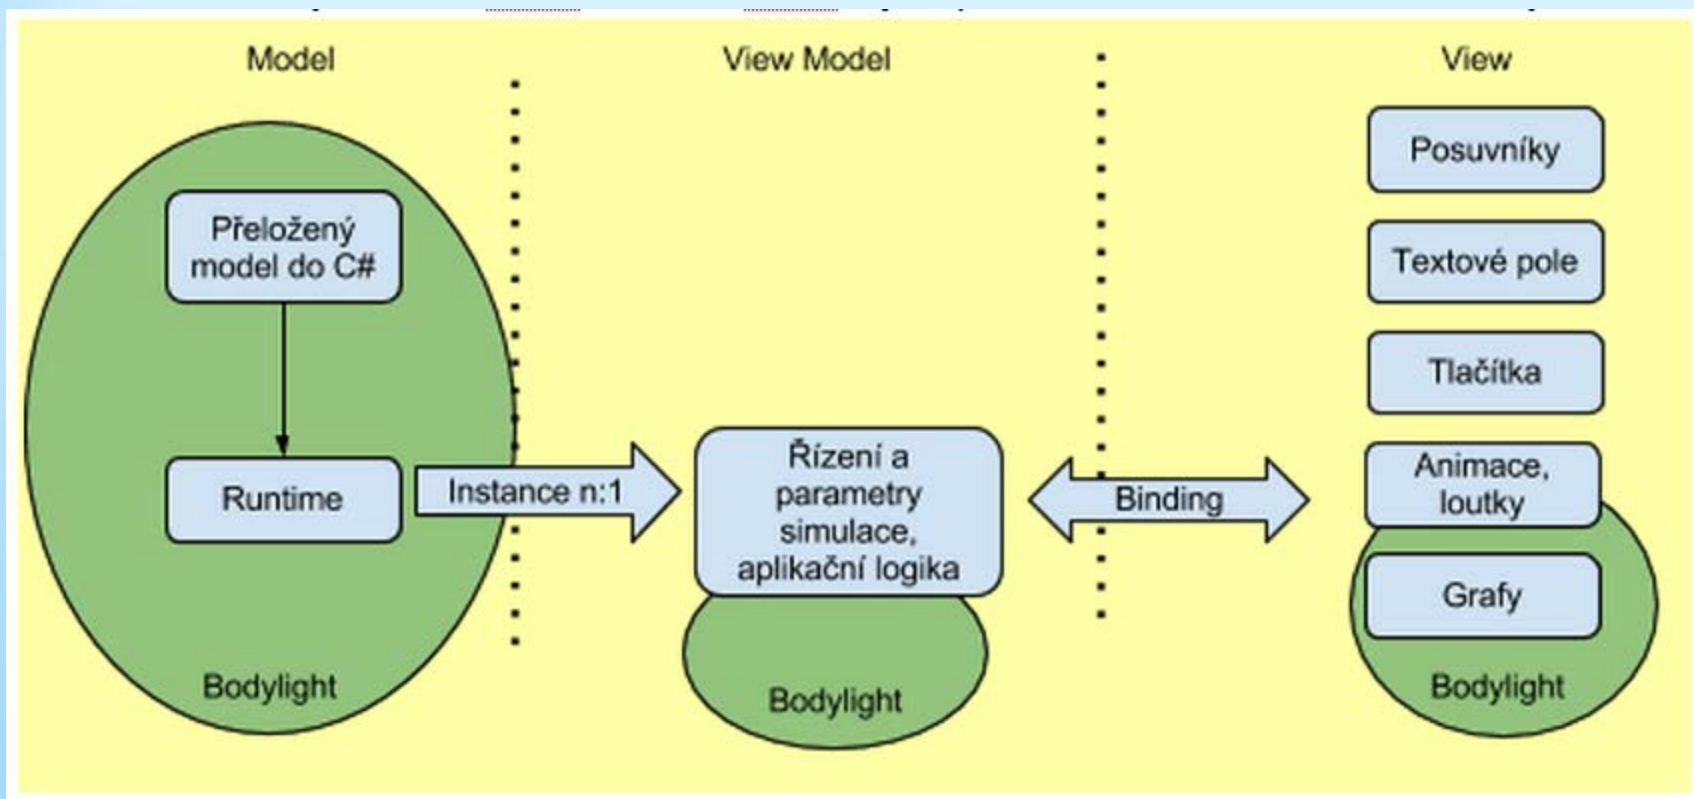 Model
View Model
View
Přeložený
model do C#
Runtime
Bodylight
Instance n:1
Řízení a
parametry
simulace,
aplikační logika
Bodylight
Binding
Posuvníky
Textové pole
Tlačítka
Animace,
loutky
Grafy
Bodylight